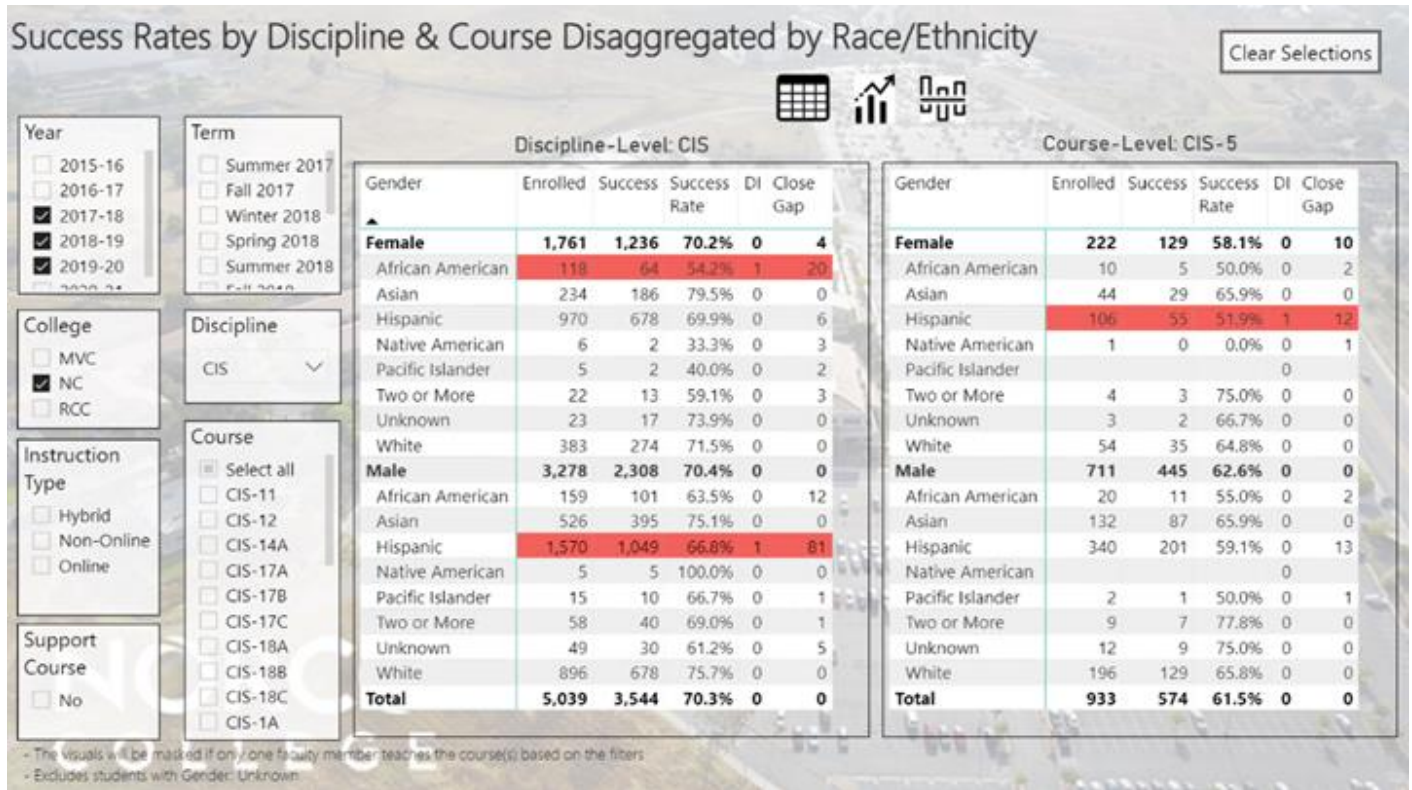 Success Rates by Discipline & Course Disaggregated by Race/Ethnicity
Clear Selections
Year
2015-16
2016-17
2017-18
2018-19
2019-20
2020-21
Term
Summer 2017
Fall 2017
Winter 2018
Spring 2018
Summer 2018
Fall 2018
College
MVC
NC
RCC
Discipline
CIS
Instruction
Type
Hybrid
Non-Online
Online
Course
Select all
CIS-11
CIS-12
CIS-14A
CIS-17A
CIS-17B
CIS-17C
CIS-18A
CIS-18B
CIS-18C
CIS-1A
Support
Course
No
Discipline-Level: CIS
Gender Enrolled Success Success Rate DI Close Gap
Female 1,761 1,236 70.2% 0 4
African American 118 64 54.2% 1 20
Asian 234 186 79.5% 0 0
Hispanic 970 678 69.9% 0 6
Native American 6 2 33.3% 0 3
Pacific Islander 5 2 40.0% 0 2
Two or More 22 13 59.1% 0 3
Unknown 23 17 73.9% 0 0
White 383 274 71.5% 0 0
Male 3,278 2,308 70.4% 0 0
African American 159 101 63.5% 0 12
Asian 526 395 75.1% 0 0
Hispanic 1,570 1,049 66.8% 1 81
Native American 5 5 100.0% 0 0
Pacific Islander 15 10 66.7% 0 1
Two or More 58 40 69.0% 0 1
Unknown 49 30 61.2% 0 5
White 896 678 75.7% 0 0
Total 5,039 3,544 70.3% 0 0
Course-Level: CIS-5
Gender Enrolled Success Success Rate DI Close Gap
Female 222 129 58.1% 0 10
African American 10 5 50.0% 0 2
Asian 44 29 65.9% 0 0
Hispanic 106 55 51.9% 1 12
Native American 1 0 0.0% 0 1
Pacific Islander 0
Two or More 4 3 75.0% 0 0
Unknown 3 2 66.7% 0 0
White 54 35 64.8% 0 0
Male 711 445 62.6% 0 0
African American 20 11 55.0% 0 2
Asian 132 87 65.9% 0 0
Hispanic 340 201 59.1% 0 13
Native American 0
Pacific Islander 2 1 50.0% 0 1
Two or More 9 7 77.8% 0 0
Unknown 12 9 75.0% 0 0
White 196 129 65.8% 0 0
Total 933 574 61.5% 0 0
- The visuals will be masked if only one faculty member teaches the course(s) based on the filters
- Excludes students with Gender: Unknown
COLLEGE